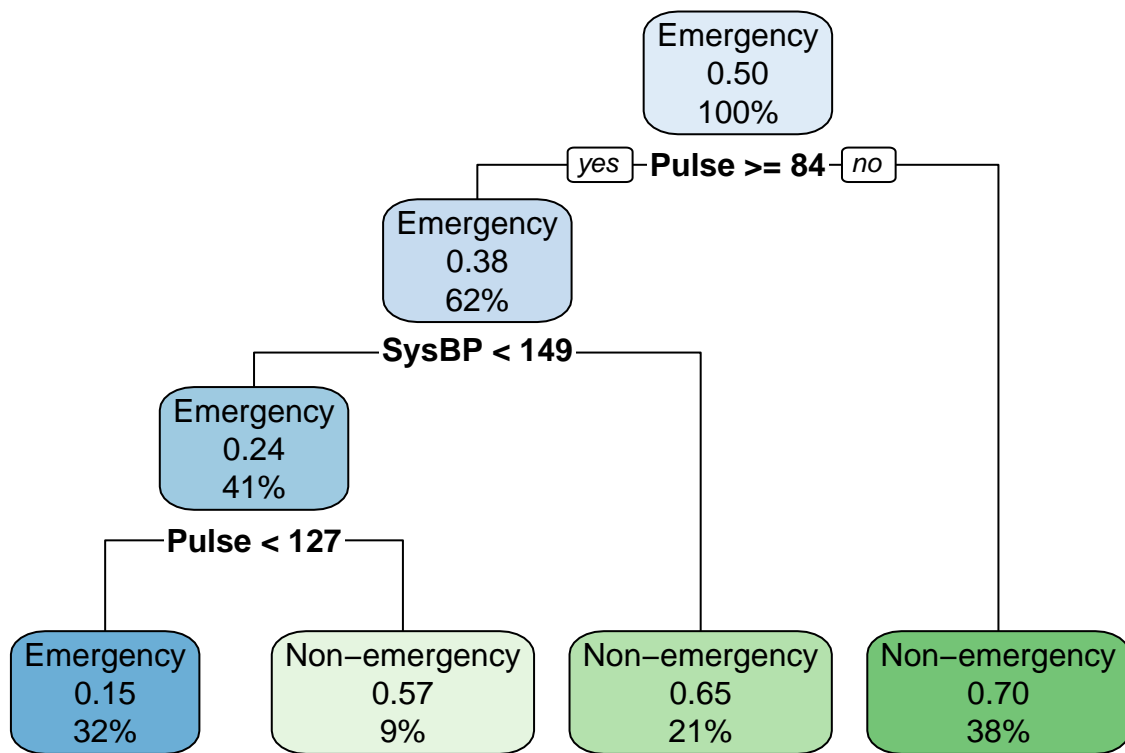 Emergency
0.50
100%
yes Pulse >= 84 no
Emergency
0.38
62%
SysBP < 149
Emergency
0.24
41%
Pulse < 127
Emergency
0.15
32%
Non−emergency
0.57
9%
Non−emergency
0.65
21%
Non−emergency
0.70
38%